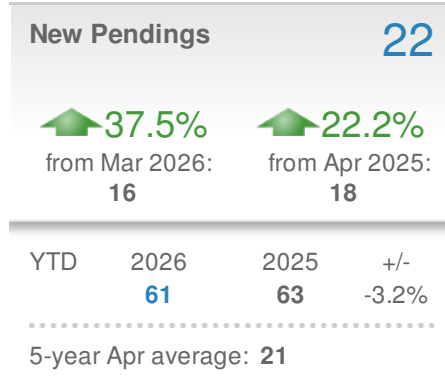 New Pendings 22
37.5% 22.2%
from Mar 2026: from Apr 2025:
16 18
YTD 2026 2025 +/-
61 63 -3.2%
5-year Apr average: 21